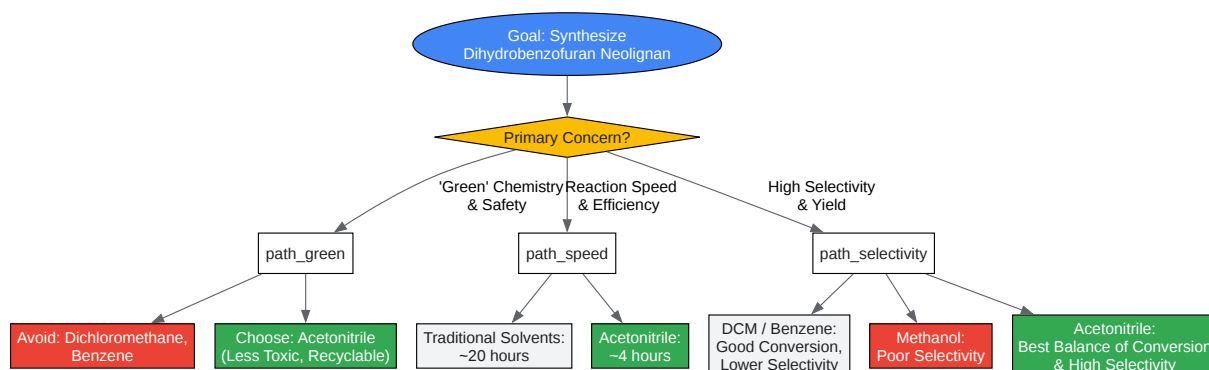 Goal: Synthesize
Dihydrobenzofuran Neolignan
Primary Concern?
'Green' Chemistry
& Safety
Reaction Speed
& Efficiency
High Selectivity
& Yield
path_green
path_speed
path_selectivity
Avoid: Dichloromethane,
Benzene
Choose: Acetonitrile
(Less Toxic, Recyclable)
Traditional Solvents:
~20 hours
Acetonitrile:
~4 hours
DCM / Benzene:
Good Conversion,
Lower Selectivity
Methanol:
Poor Selectivity
Acetonitrile:
Best Balance of Conversion
& High Selectivity